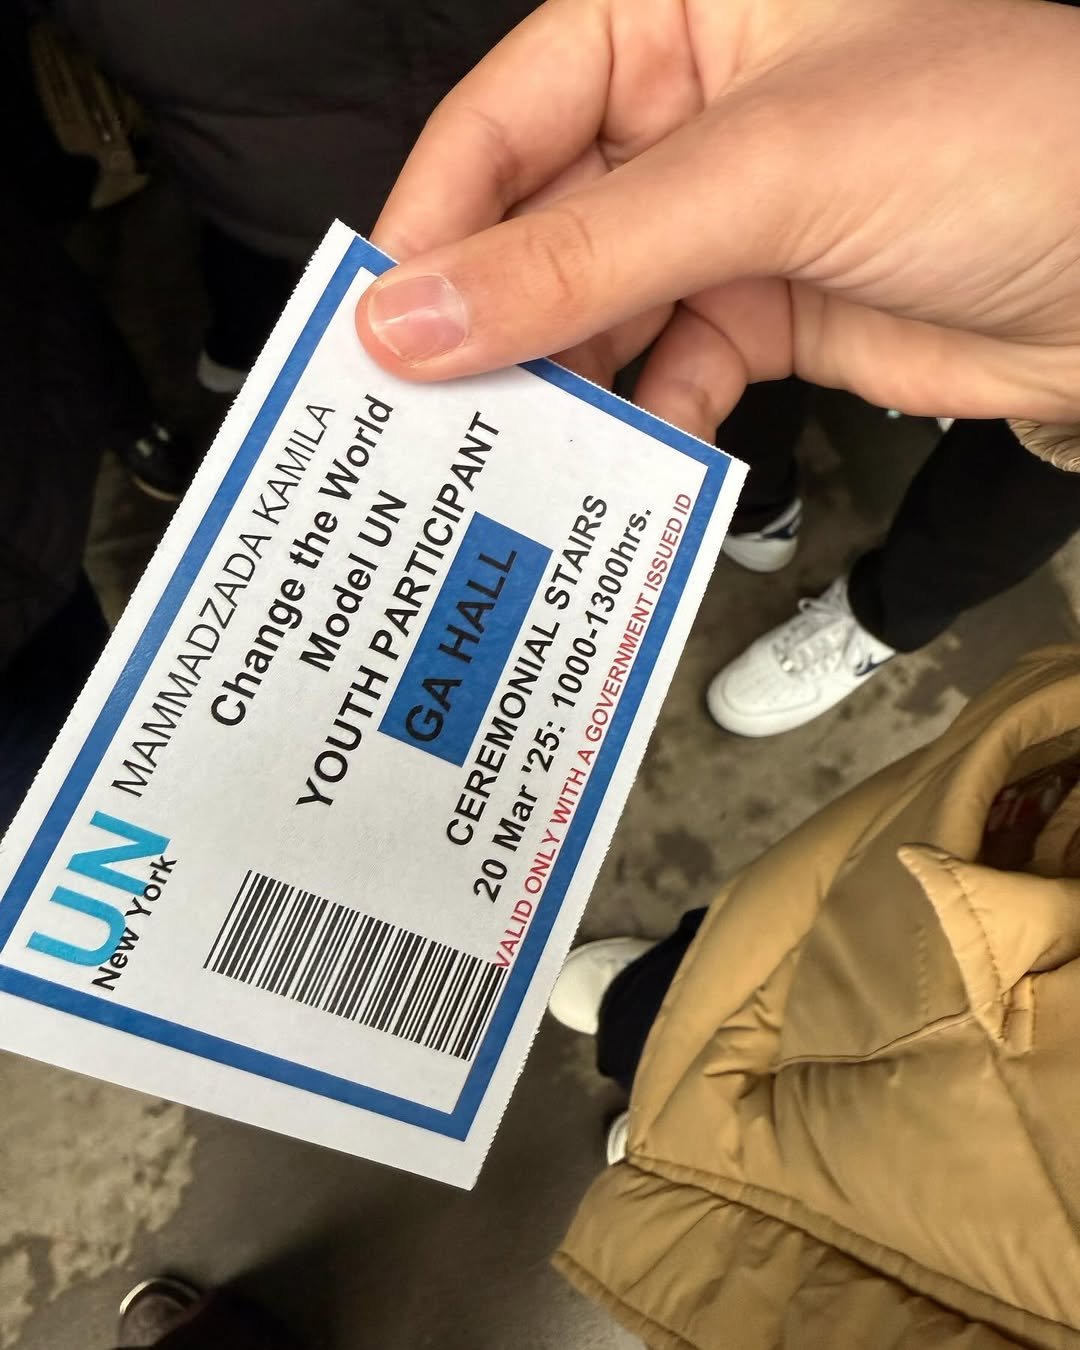 UN
New York
MAMMADZADA KAMILA
Change the World
Model UN
YOUTH PARTICIPANT
GA HALL
CEREMONIAL STAIRS
20 Mar '25: 1000-1300hrs.
VALID ONLY WITH A GOVERNMENT ISSUED ID